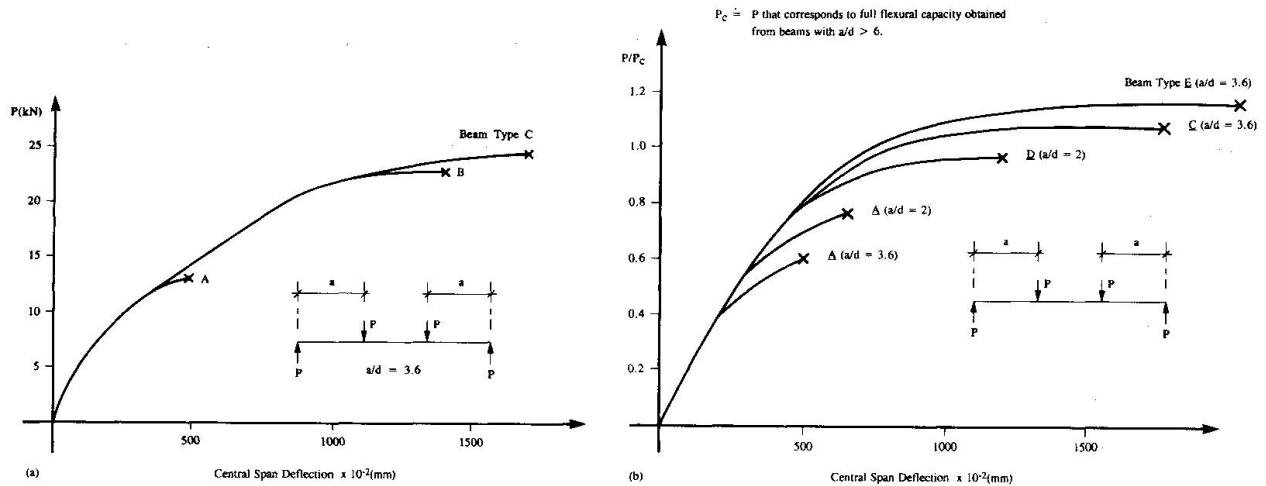 P(kN)
25
20
15
10
5
Beam Type C
B
A
a
a
P
P
P
P
a/d = 3.6
500
1000
1500
(a)
Central Span Deflection x 10⁻²(mm)
P_c ≐ P that corresponds to full flexural capacity obtained
from beams with a/d > 6.
P/P_c
1.2
1.0
0.8
0.6
0.4
0.2
Beam Type E (a/d = 3.6)
C (a/d = 3.6)
D (a/d = 2)
A (a/d = 2)
A (a/d = 3.6)
a
a
P
P
P
P
500
1000
1500
(b)
Central Span Deflection x 10⁻²(mm)